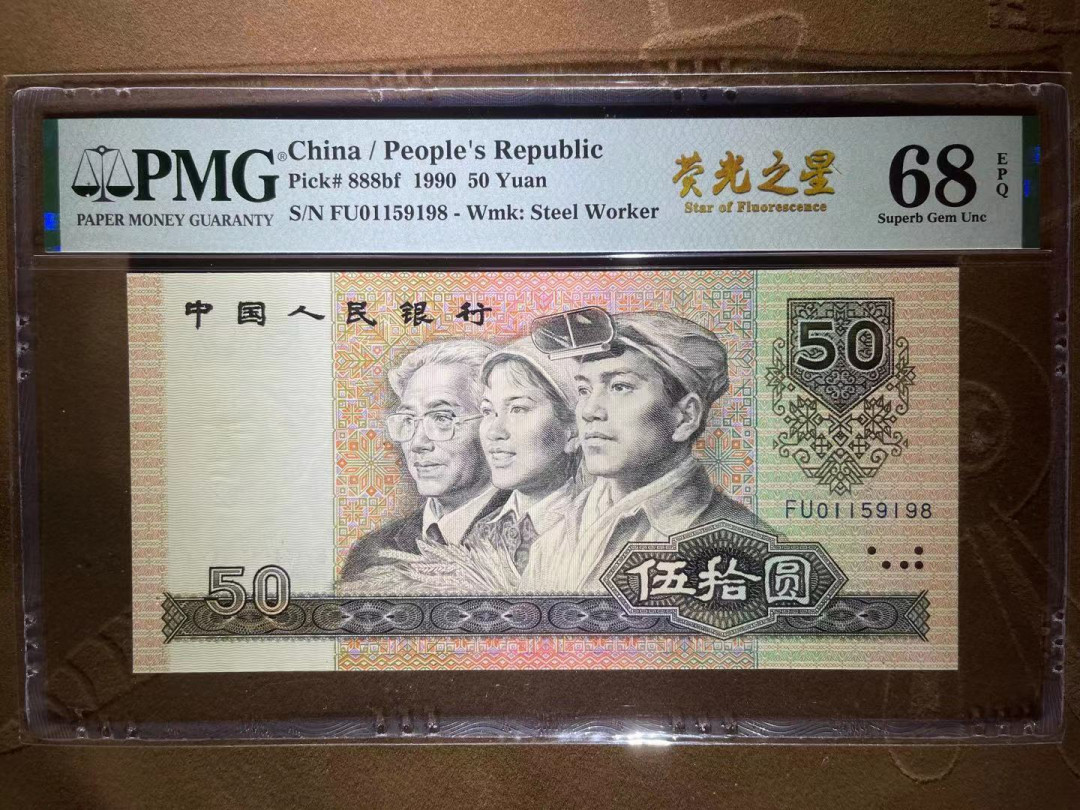 PMG®
PAPER MONEY GUARANTY
China / People's Republic
Pick# 888bf 1990 50 Yuan
S/N FU01159198 - Wmk: Steel Worker
荧光之星
Star of Fluorescence
68
EPQ
Superb Gem Unc
中国人民银行
50
FU01159198
50
伍拾圆